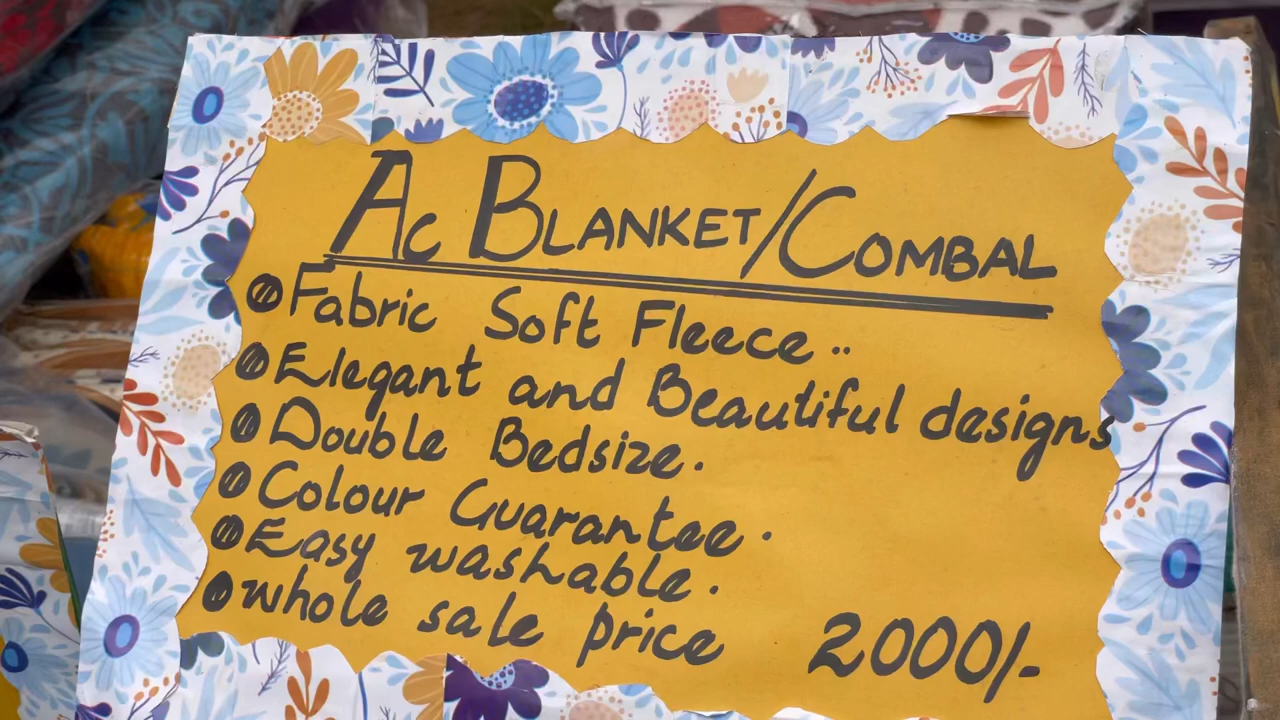 Ac BLANKET/COMBAL
Fabric Soft Fleece..
Elegant and Beautiful designs
Double Bedsize.
Colour Guarantee.
Easy washable.
whole sale price 2000/-